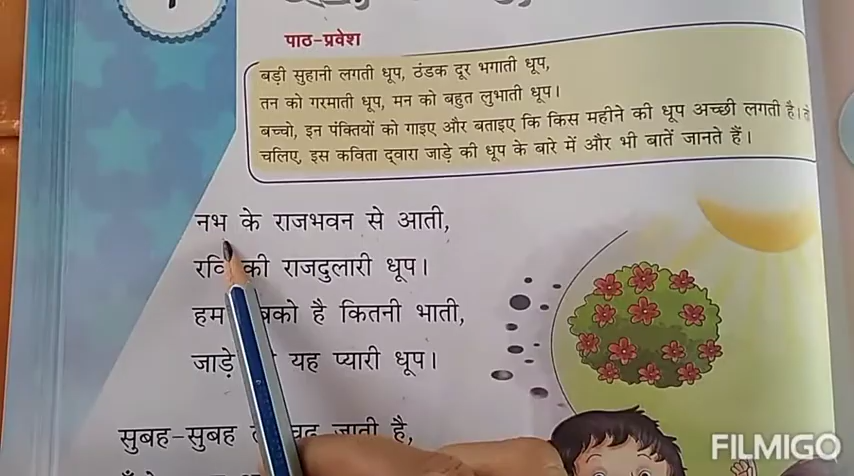 पाठ-प्रवेश
बड़ी सुहानी लगती धूप, ठंडक दूर भगाती धूप,
तन को गरमाती धूप, मन को बहुत लुभाती धूप।
बच्चो, इन पंक्तियों को गाइए और बताइए कि किस महीने की धूप अच्छी लगती है।
चलिए, इस कविता द्वारा जाड़े की धूप के बारे में और भी बातें जानते हैं।
नभ के राजभवन से आती,
रवि की राजदुलारी धूप।
हम को है कितनी भाती,
जाड़े यह प्यारी धूप।
सुबह-सुबह जाती है,
FILMIGO